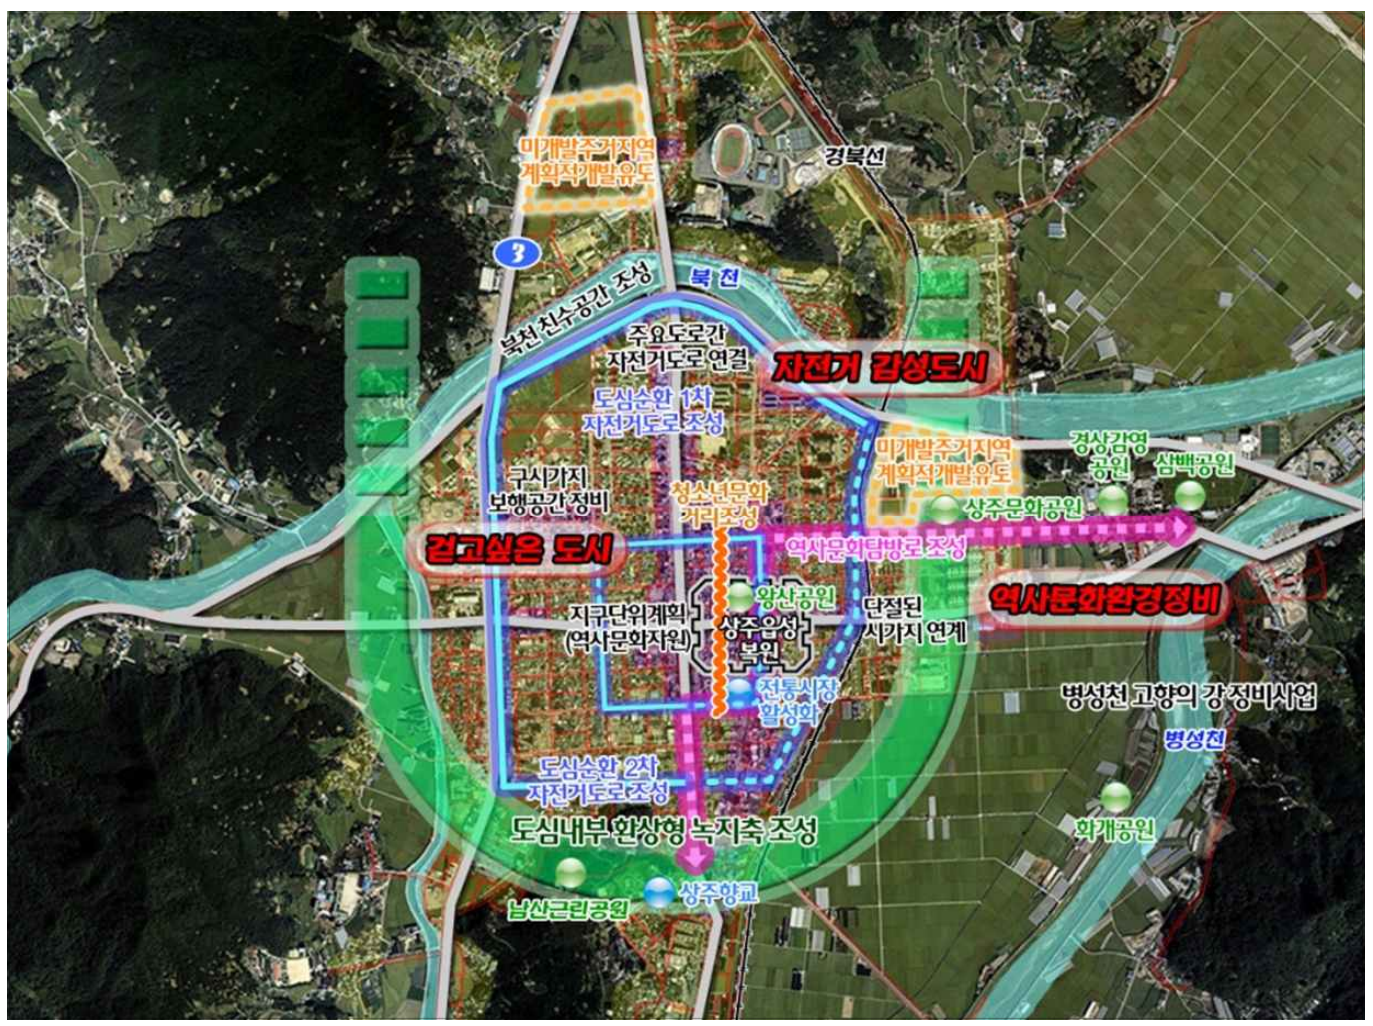 미개발주거지역
계획적개발유도
경북선
3
북천
북천 친수공간 조성
주요도로간
자전거도로 연결
자전거 감성도시
도심순환 1차
자전거도로 조성
미개발주거지역
계획적개발유도
경상감영
공원
삼백공원
구시가지
보행공간 정비
청소년문화
거리조성
상주문화공원
걷고싶은 도시
역사문화탐방로 조성
왕산공원
역사문화환경정비
지구단위계획
(역사문화자원)
상주읍성
복원
단절된
시가지 연계
전통시장
활성화
병성천 고향의 강 정비사업
병성천
도심순환 2차
자전거도로 조성
도심내부 환상형 녹지축 조성
화개공원
상주향교
남산근린공원